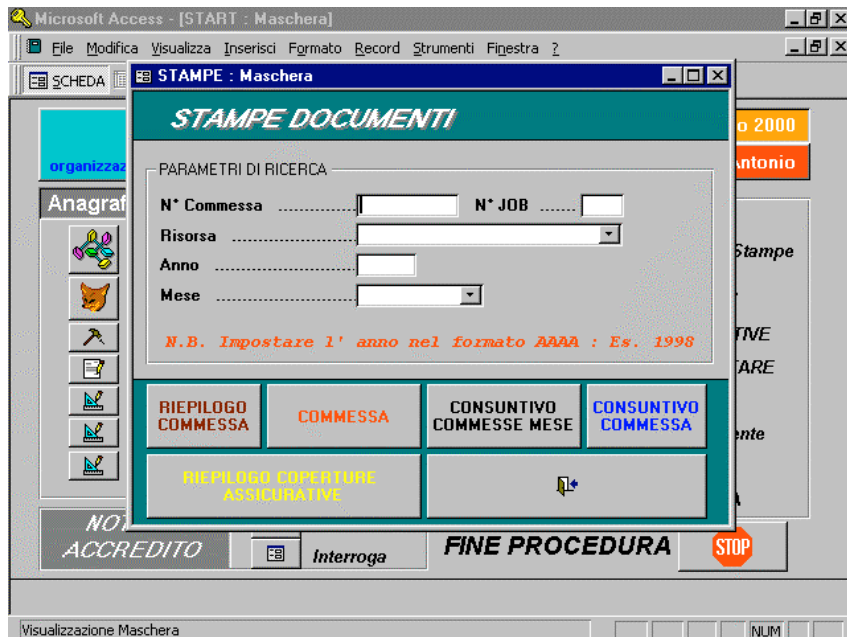 Microsoft Access - [START : Maschera]
File Modifica Visualizza Inserisci Formato Record Strumenti Finestra ?
SCHEDA
STAMPE : Maschera
STAMPE DOCUMENTI
o 2000
organizzaz
Antonio
PARAMETRI DI RICERCA
Anagraf
N° Commessa ................ N° JOB .......
Risorsa
Stampe
Anno
Mese
TIVE
N.B. Impostare l' anno nel formato AAAA : Es. 1998
TARE
RIEPILOGO COMMESSA
COMMESSA
CONSUNTIVO COMMESSE MESE
CONSUNTIVO COMMESSA
ente
RIEPILOGO COPERTURE ASSICURATIVE
A
NOT
ACCREDITO
Interroga
FINE PROCEDURA
STOP
Visualizzazione Maschera
NUM